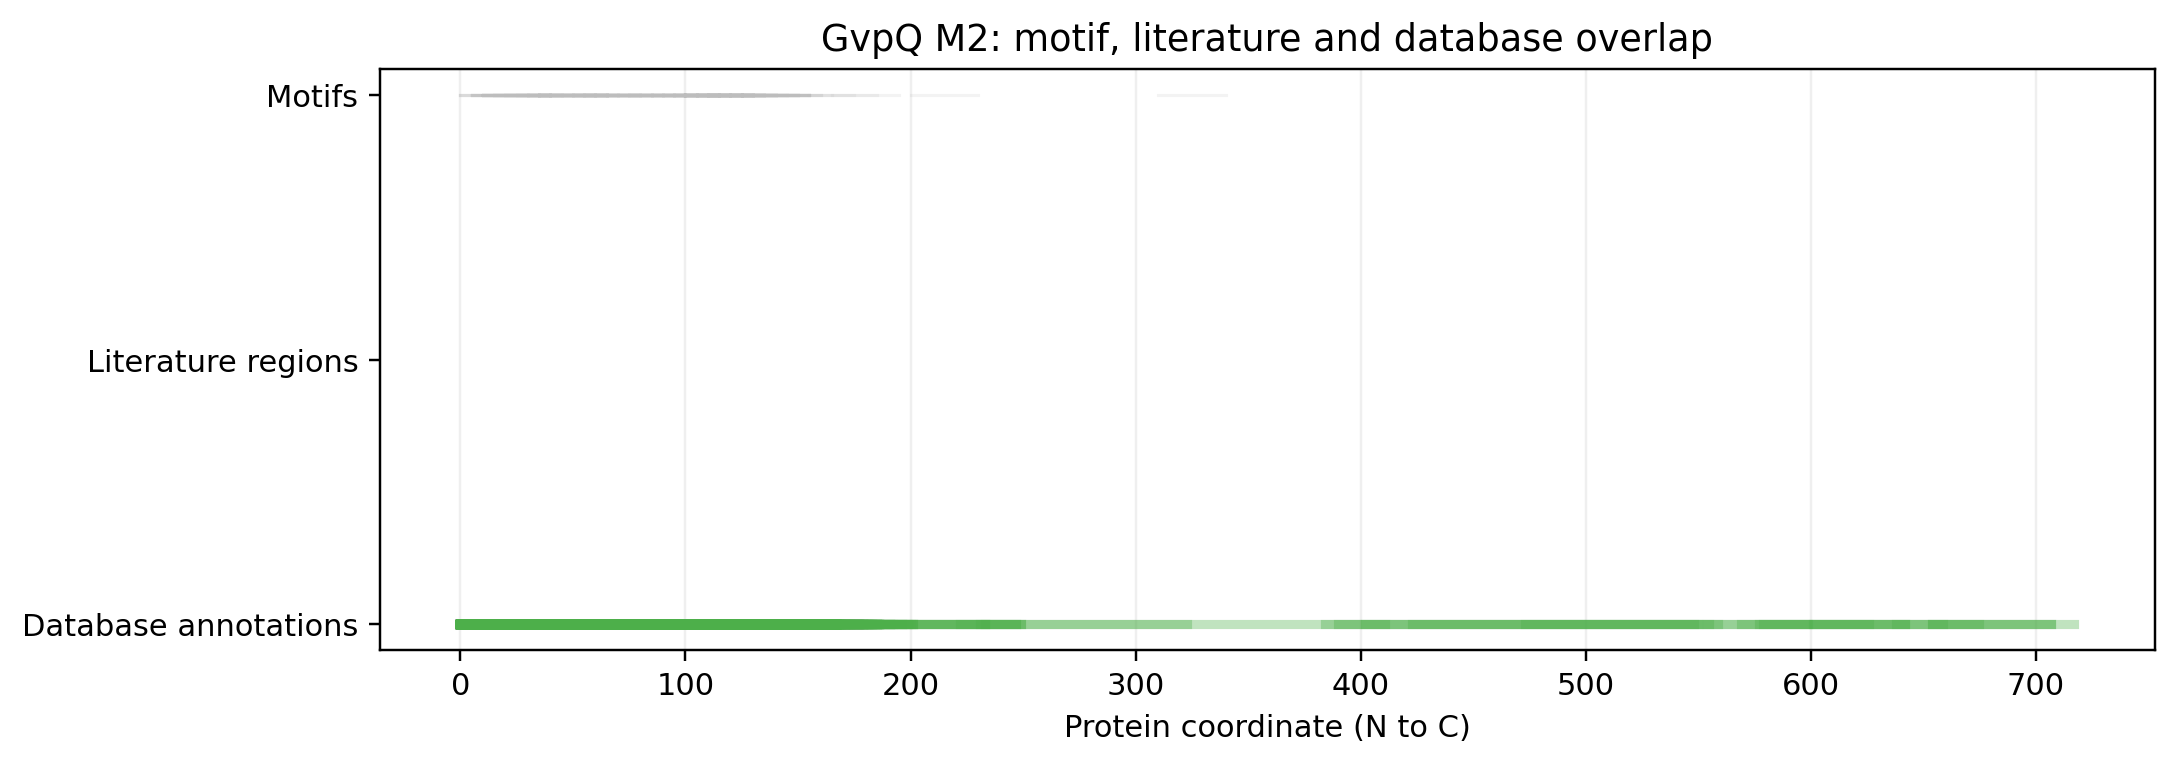 GvpQ M2: motif, literature and database overlap
Motifs
Literature regions
Database annotations
0 100 200 300 400 500 600 700
Protein coordinate (N to C)